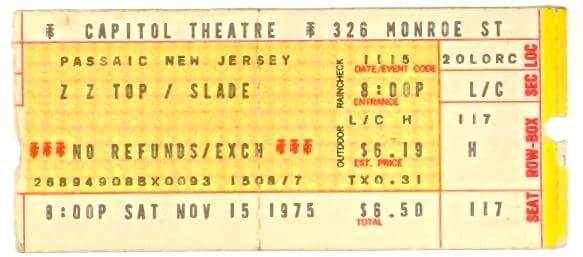 CAPITOL THEATRE 326 MONROE ST
PASSAIC NEW JERSEY 1115 20LORC
DATE/EVENT CODE
Z Z TOP / SLADE 8:00P L/C
ENTRANCE
RAINCHECK
L/C H 117
NO REFUNDS/EXCH $6.19 H
EST. PRICE
OUTDOOR
26894908BX0093 1508/7 TX0.31
8:00P SAT NOV 15 1975 $6.50 117
TOTAL
SEC LOC
ROW-BOX
SEAT